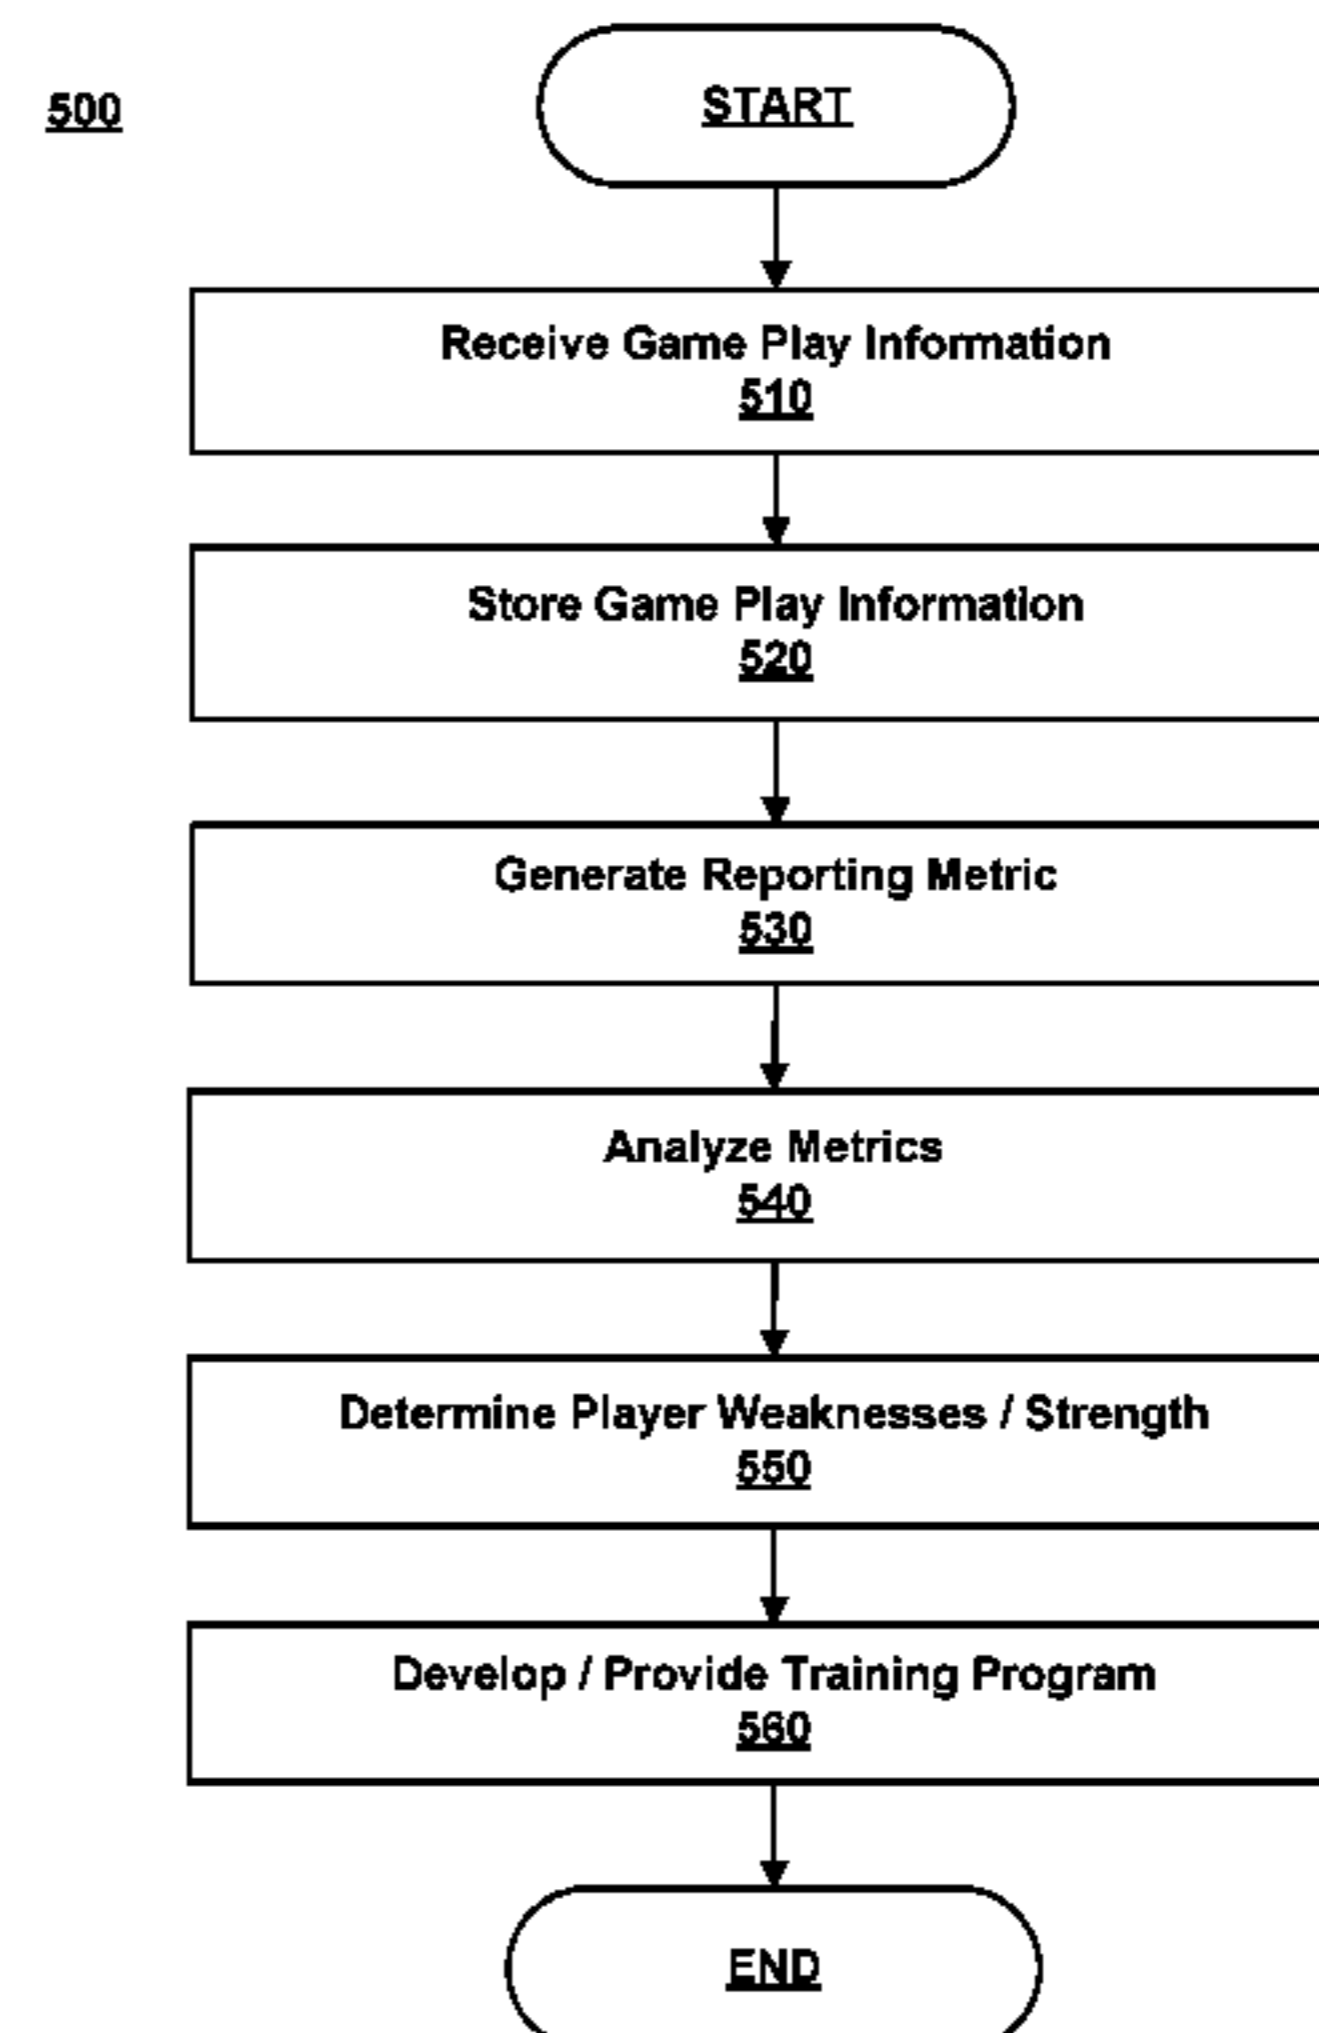 500
START
Receive Game Play Information
510
Store Game Play Information
520
Generate Reporting Metric
530
Analyze Metrics
540
Determine Player Weaknesses / Strength
550
Develop / Provide Training Program
560
END